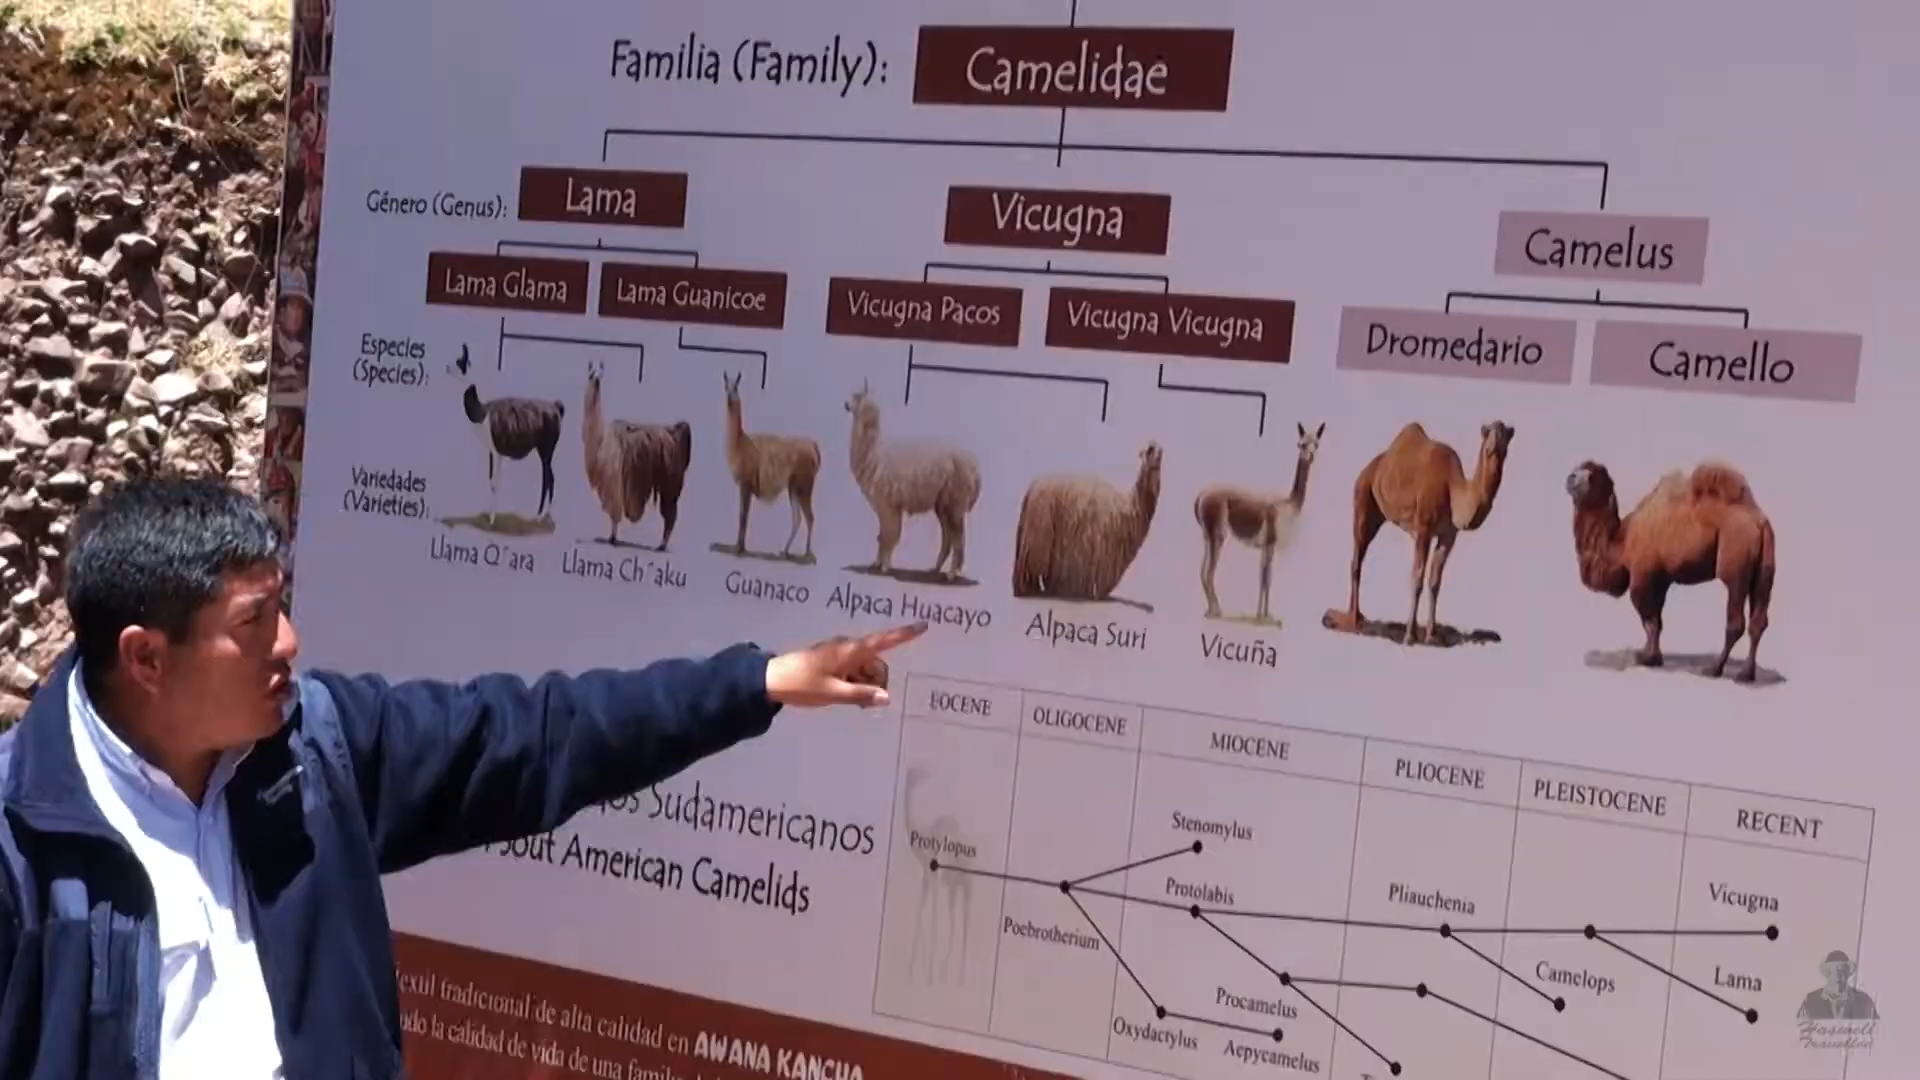 Familia (Family):
Camelidae
Género (Genus):
Lama
Vicugna
Camelus
Lama Glama
Lama Guanicoe
Vicugna Pacos
Vicugna Vicugna
Dromedario
Camello
Especies
(Species):
Variedades
(Varieties):
Llama Q´ara
Llama Ch´aku
Guanaco
Alpaca Huacayo
Alpaca Suri
Vicuña
EOCENE
OLIGOCENE
MIOCENE
PLIOCENE
PLEISTOCENE
RECENT
Sudamericanos
American Camelids
Protylopus
Stenomylus
Poebrotherium
Protolabis
Pliauchenia
Vicugna
Camelops
Lama
Procamelus
Oxydactylus
Aepycamelus
tradicional de alta calidad en AWANA KANCHA
la calidad de vida de una
Haswell
Traveller